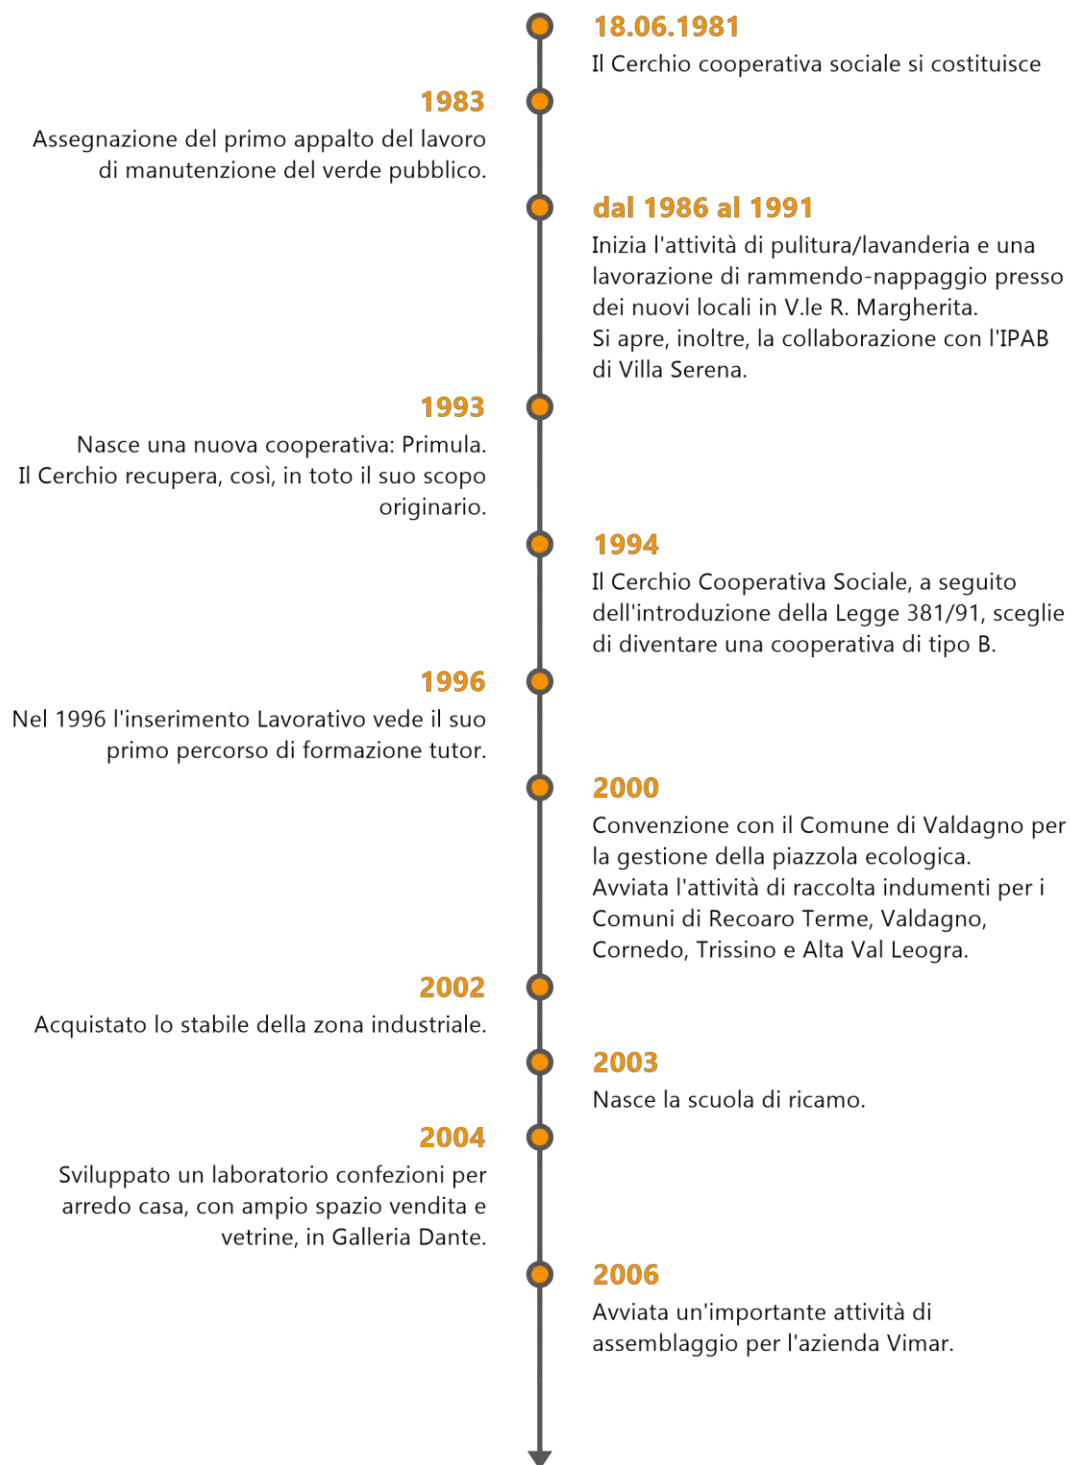 18.06.1981
Il Cerchio cooperativa sociale si costituisce
1983
Assegnazione del primo appalto del lavoro
di manutenzione del verde pubblico.
dal 1986 al 1991
Inizia l'attività di pulitura/lavanderia e una
lavorazione di rammendo-nappaggio presso
dei nuovi locali in V.le R. Margherita.
Si apre, inoltre, la collaborazione con l'IPAB
di Villa Serena.
1993
Nasce una nuova cooperativa: Primula.
Il Cerchio recupera, così, in toto il suo scopo
originario.
1994
Il Cerchio Cooperativa Sociale, a seguito
dell'introduzione della Legge 381/91, sceglie
di diventare una cooperativa di tipo B.
1996
Nel 1996 l'inserimento Lavorativo vede il suo
primo percorso di formazione tutor.
2000
Convenzione con il Comune di Valdagno per
la gestione della piazzola ecologica.
Avviata l'attività di raccolta indumenti per i
Comuni di Recoaro Terme, Valdagno,
Cornedo, Trissino e Alta Val Leogra.
2002
Acquistato lo stabile della zona industriale.
2003
Nasce la scuola di ricamo.
2004
Sviluppato un laboratorio confezioni per
arredo casa, con ampio spazio vendita e
vetrine, in Galleria Dante.
2006
Avviata un'importante attività di
assemblaggio per l'azienda Vimar.